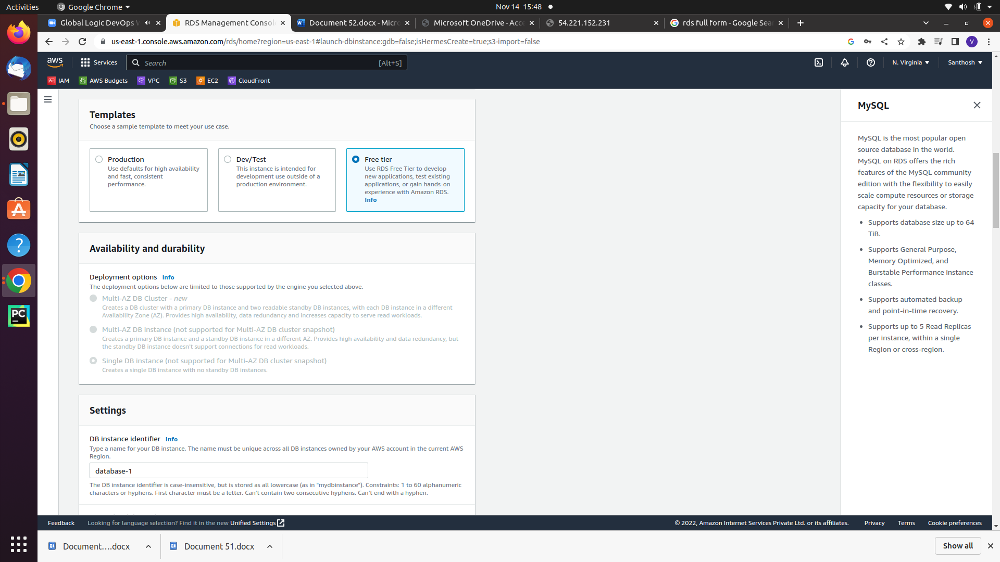 Activities
Google Chrome
Nov 14 15:48
Global Logic DevOps
RDS Management Consol
Document 52.docx - Micro
Microsoft OneDrive - Acce
54.221.152.231
rds full form - Google Sea
us-east-1.console.aws.amazon.com/rds/home?region=us-east-1#launch-dbinstance:gdb=false;isHermesCreate=true;s3-import=false
V
aws
Services
Search
[Alt+S]
N. Virginia
Santhosh
IAM
AWS Budgets
VPC
S3
EC2
CloudFront
Templates
Choose a sample template to meet your use case.
Production
Use defaults for high availability
and fast, consistent
performance.
Dev/Test
This instance is intended for
development use outside of a
production environment.
Free tier
Use RDS Free Tier to develop
new applications, test existing
applications, or gain hands-on
experience with Amazon RDS.
Info
Availability and durability
Deployment options Info
The deployment options below are limited to those supported by the engine you selected above.
Multi-AZ DB Cluster - new
Creates a DB cluster with a primary DB instance and two readable standby DB instances, with each DB instance in a different
Availability Zone (AZ). Provides high availability, data redundancy and increases capacity to serve read workloads.
Multi-AZ DB instance (not supported for Multi-AZ DB cluster snapshot)
Creates a primary DB instance and a standby DB instance in a different AZ. Provides high availability and data redundancy, but
the standby DB instance doesn't support connections for read workloads.
Single DB instance (not supported for Multi-AZ DB cluster snapshot)
Creates a single DB instance with no standby DB instances.
Settings
DB instance identifier Info
Type a name for your DB instance. The name must be unique across all DB instances owned by your AWS account in the current AWS
Region.
database-1
The DB instance identifier is case-insensitive, but is stored as all lowercase (as in "mydbinstance"). Constraints: 1 to 60 alphanumeric
characters or hyphens. First character must be a letter. Can't contain two consecutive hyphens. Can't end with a hyphen.
MySQL
MySQL is the most popular open
source database in the world.
MySQL on RDS offers the rich
features of the MySQL community
edition with the flexibility to easily
scale compute resources or storage
capacity for your database.
Supports database size up to 64
TiB.
Supports General Purpose,
Memory Optimized, and
Burstable Performance instance
classes.
Supports automated backup
and point-in-time recovery.
Supports up to 5 Read Replicas
per instance, within a single
Region or cross-region.
Feedback
Looking for language selection? Find it in the new Unified Settings
© 2022, Amazon Internet Services Private Ltd. or its affiliates.
Privacy
Terms
Cookie preferences
Document....docx
Document 51.docx
Show all
PC